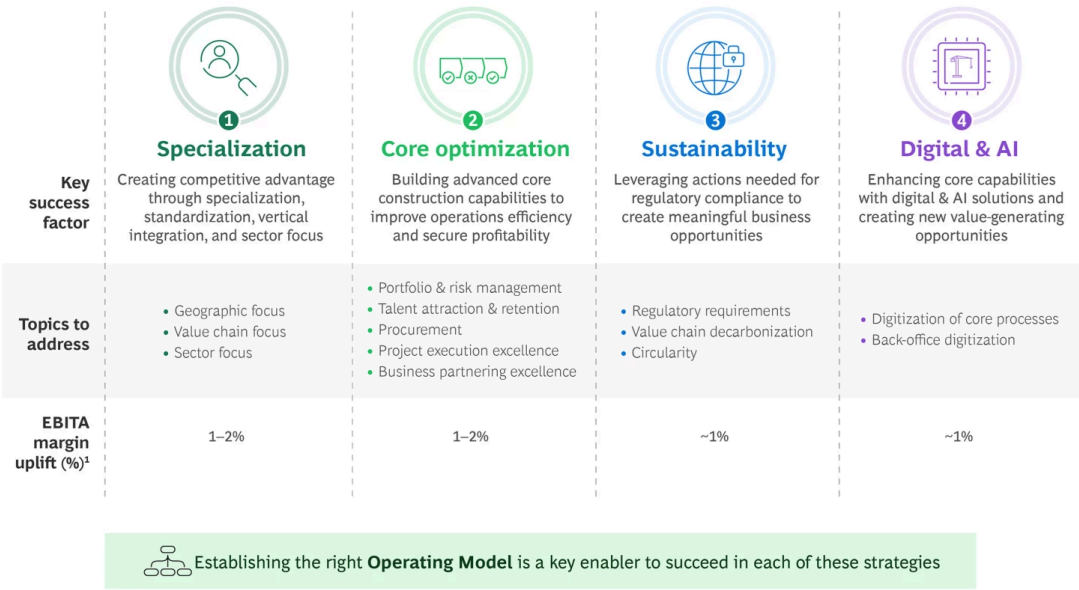 1
Specialization
2
Core optimization
3
Sustainability
4
Digital & AI
Key
success
factor
Creating competitive advantage
through specialization,
standardization, vertical
integration, and sector focus
Building advanced core
construction capabilities to
improve operations efficiency
and secure profitability
Leveraging actions needed for
regulatory compliance to
create meaningful business
opportunities
Enhancing core capabilities
with digital & AI solutions and
creating new value-generating
opportunities
Topics to
address
• Geographic focus
• Value chain focus
• Sector focus
• Portfolio & risk management
• Talent attraction & retention
• Procurement
• Project execution excellence
• Business partnering excellence
• Regulatory requirements
• Value chain decarbonization
• Circularity
• Digitization of core processes
• Back-office digitization
EBITA
margin
uplift (%)¹
1–2%
1–2%
~1%
~1%
Establishing the right Operating Model is a key enabler to succeed in each of these strategies